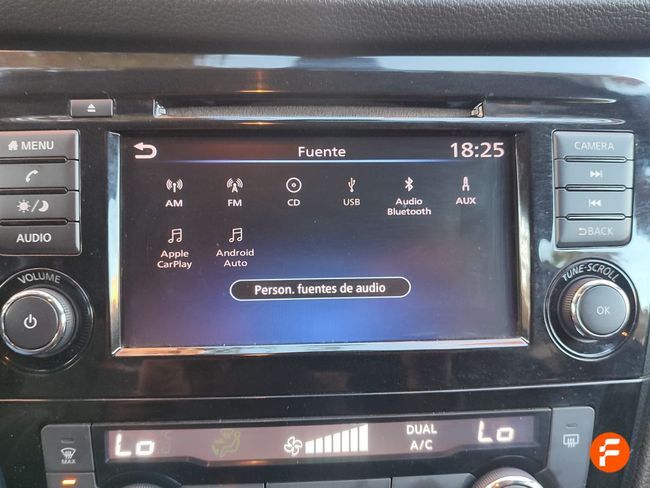 MENU
AUDIO
VOLUME
Fuente
18:25
AM
FM
CD
USB
Audio
Bluetooth
AUX
Apple
CarPlay
Android
Auto
Person. fuentes de audio
CAMERA
BACK
TUNE·SCROLL
OK
MAX
Lo
DUAL
A/C
Lo